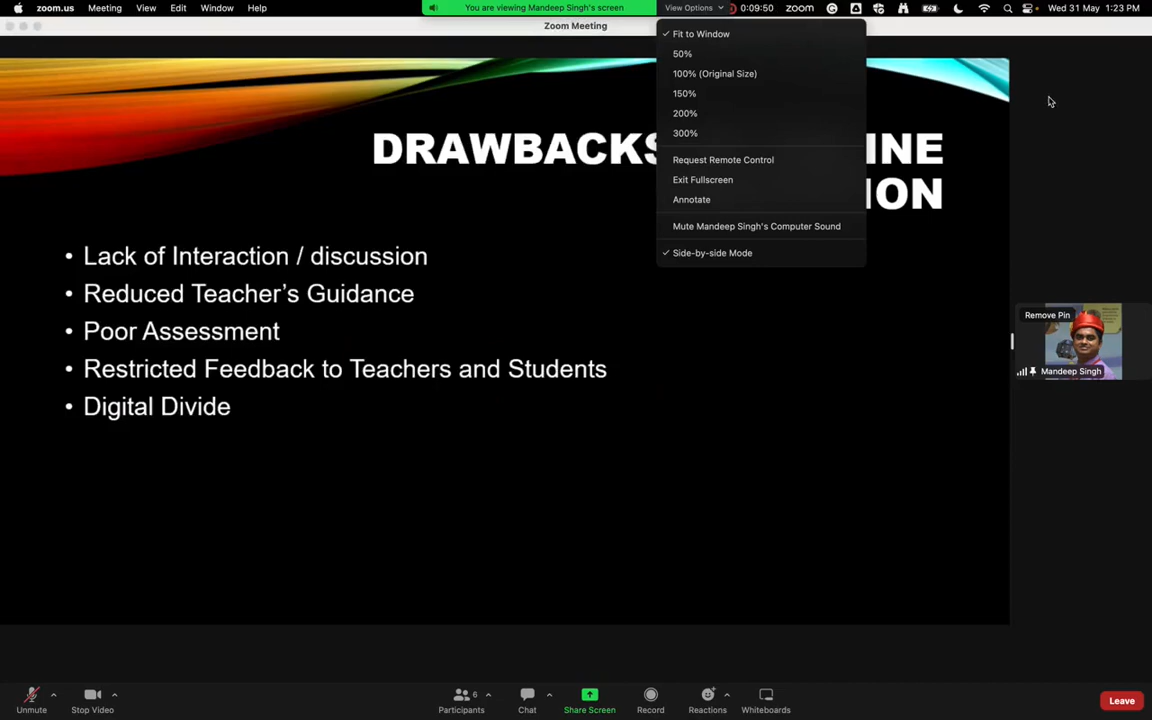 zoom.us Meeting View Edit Window Help You are viewing Mandeep Singh's screen View Options 0:09:50 zoom Wed 31 May 1:23 PM
Zoom Meeting
Fit to Window
50%
100% (Original Size)
150%
200%
300%
Request Remote Control
Exit Fullscreen
Annotate
Mute Mandeep Singh's Computer Sound
Side-by-side Mode
DRAWBACKS INE
ION
• Lack of Interaction / discussion
• Reduced Teacher’s Guidance
• Poor Assessment
• Restricted Feedback to Teachers and Students
• Digital Divide
Remove Pin
Mandeep Singh
Unmute Stop Video Participants 6 Chat Share Screen Record Reactions Whiteboards Leave